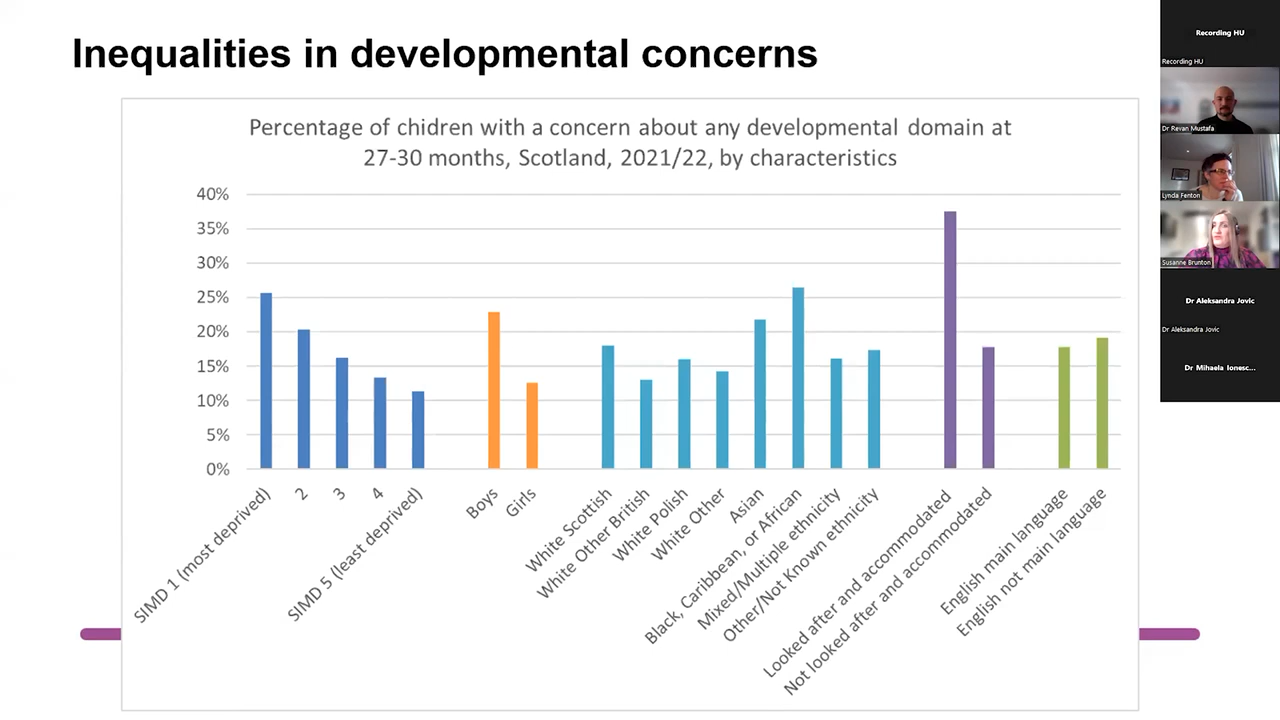 Inequalities in developmental concerns
Percentage of chidren with a concern about any developmental domain at
27-30 months, Scotland, 2021/22, by characteristics
40%
35%
30%
25%
20%
15%
10%
5%
0%
SIMD 1 (most deprived)
2
3
4
SIMD 5 (least deprived)
Boys
Girls
White Scottish
White Other British
White Polish
White Other
Asian
Black, Caribbean, or African
Mixed/Multiple ethnicity
Other/Not Known ethnicity
Looked after and accommodated
Not looked after and accommodated
English main language
English not main language
Recording HU
Recording HU
Dr Revan Mustafa
Lynda Fenton
Susanne Brunton
Dr Aleksandra Jovic
Dr Aleksandra Jovic
Dr Mihaela Ionesc...